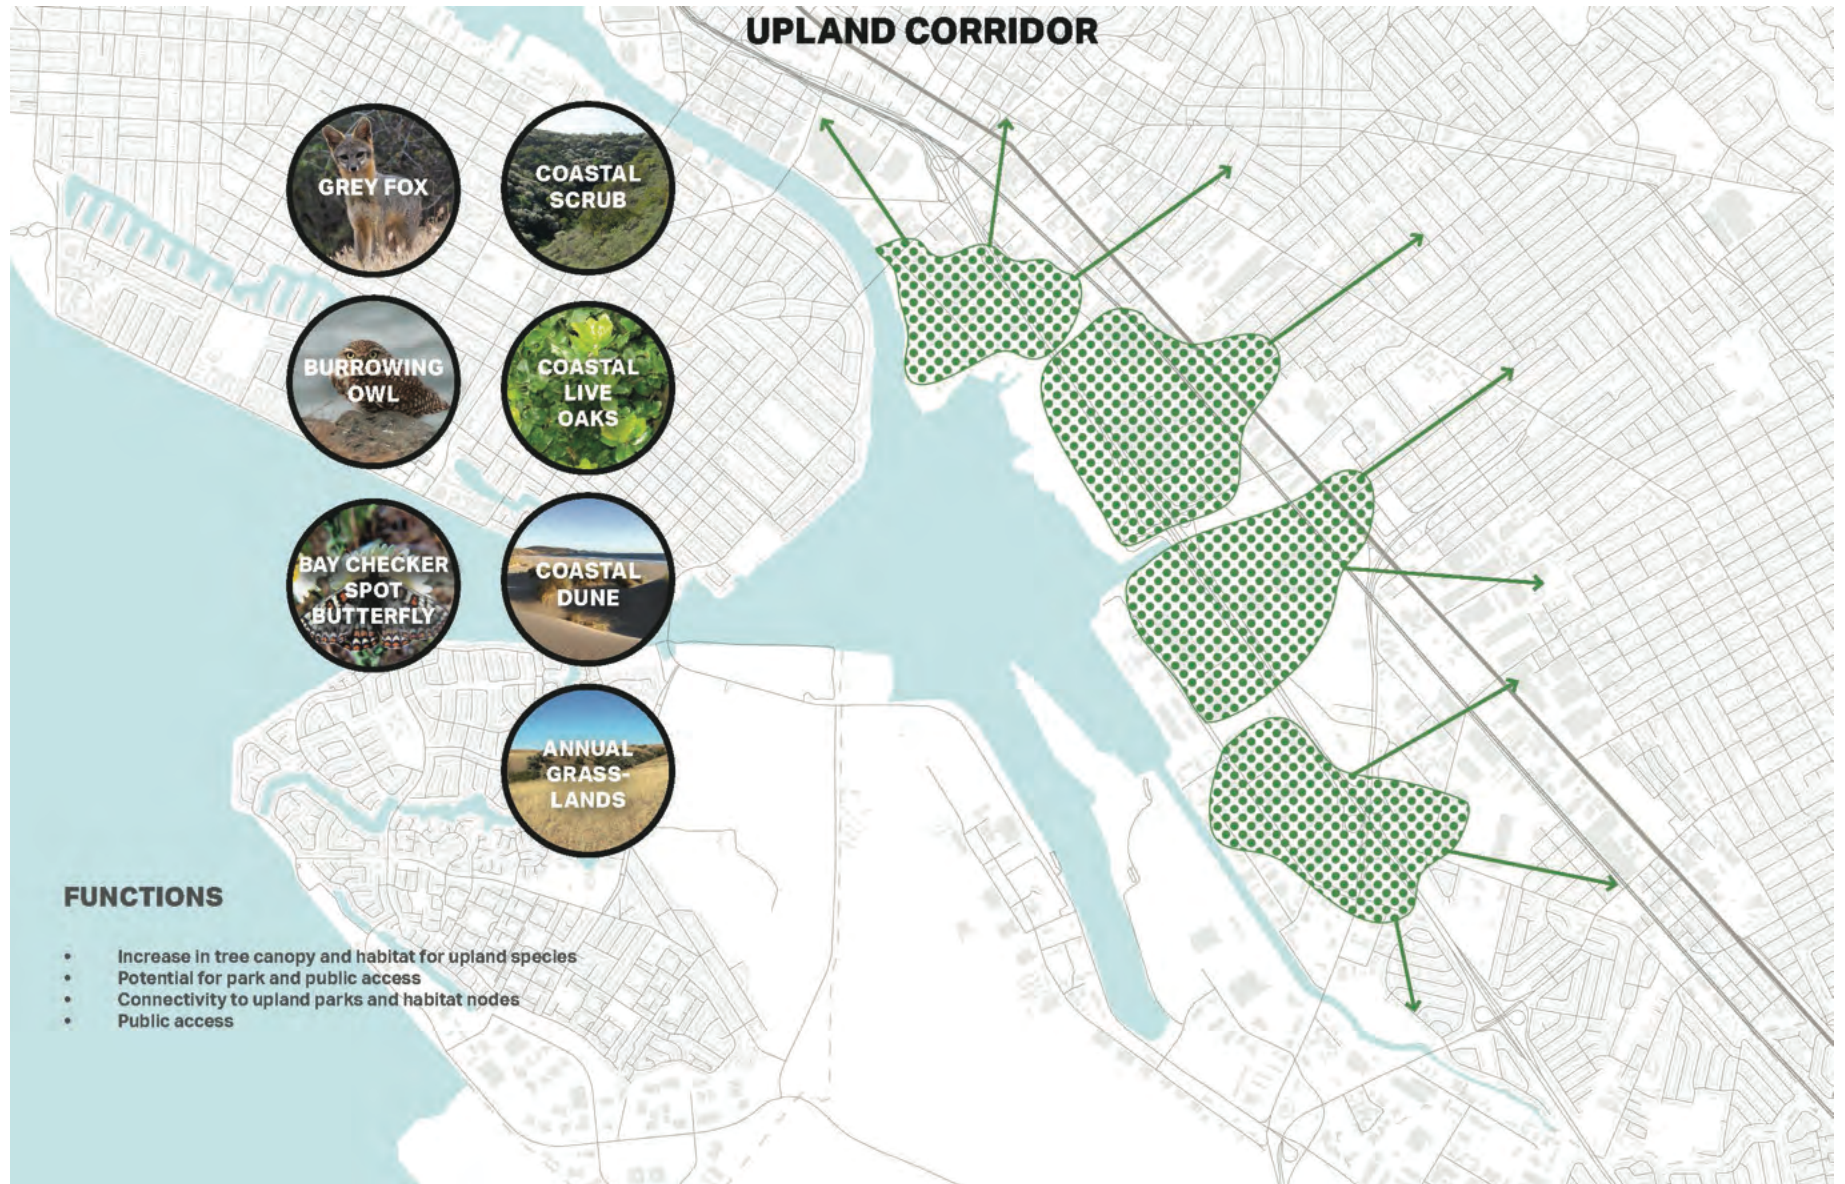 UPLAND CORRIDOR
GREY FOX
COASTAL
SCRUB
BURROWING
OWL
COASTAL
LIVE
OAKS
BAY CHECKER
SPOT
BUTTERFLY
COASTAL
DUNE
ANNUAL
GRASS-
LANDS
FUNCTIONS
• Increase in tree canopy and habitat for upland species
• Potential for park and public access
• Connectivity to upland parks and habitat nodes
• Public access